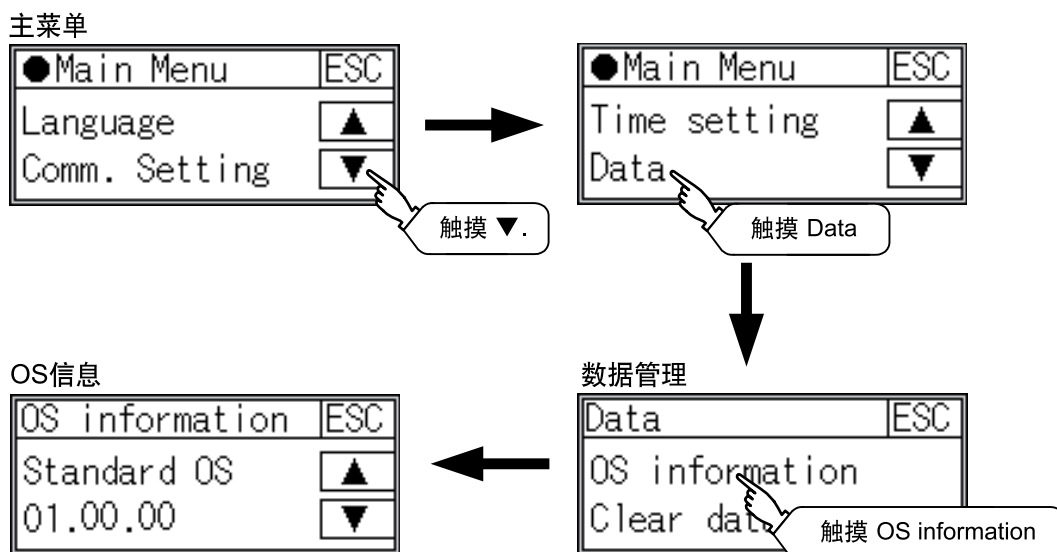 主菜单
●Main Menu ESC
Language ▲
Comm. Setting ▼
触摸 ▼.
●Main Menu ESC
Time setting ▲
Data ▼
触摸 Data
数据管理
Data ESC
OS information
Clear data
触摸 OS information
OS信息
OS information ESC
Standard OS ▲
01.00.00 ▼